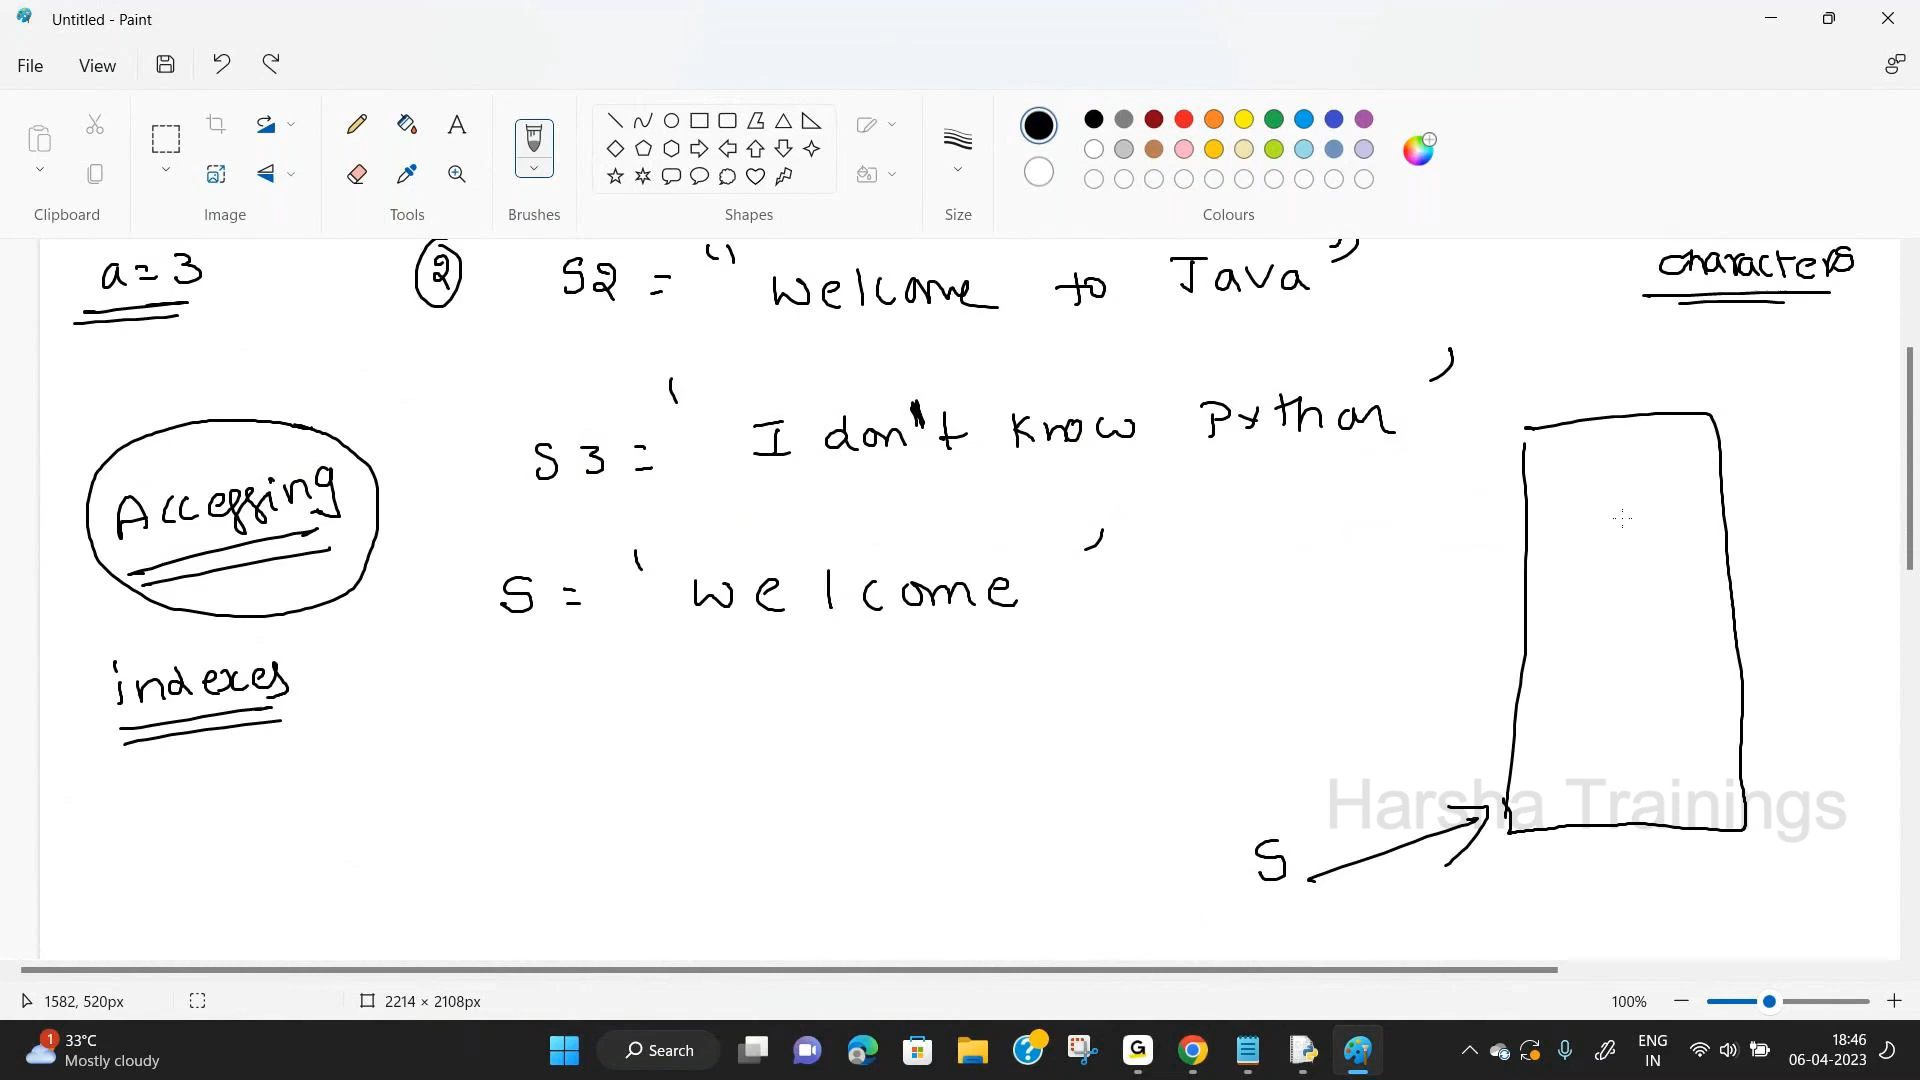 Untitled - Paint
File View
Clipboard Image Tools Brushes Shapes Size Colours
a = 3
② S2 = " Welcome to Java "
characters
S3 = ' I don't know Python '
Accessing
S = ' welcome '
indexes
Harsha Trainings
S
1582, 520px 2214 × 2108px 100%
1 33°C
Mostly cloudy
Search
ENG
IN
18:46
06-04-2023